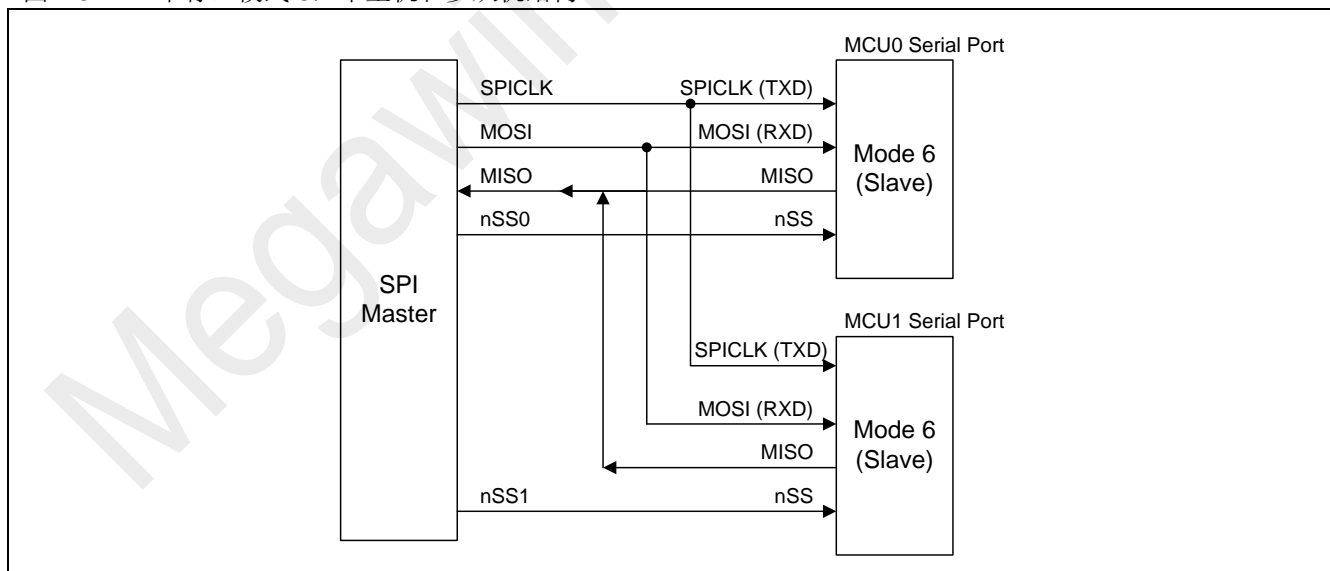 MCU0 Serial Port
SPICLK SPICLK (TXD)
MOSI MOSI (RXD)
MISO MISO
nSS0 nSS
Mode 6
(Slave)
SPI
Master
MCU1 Serial Port
SPICLK (TXD)
MOSI (RXD)
MISO
nSS1 nSS
Mode 6
(Slave)
Megawin